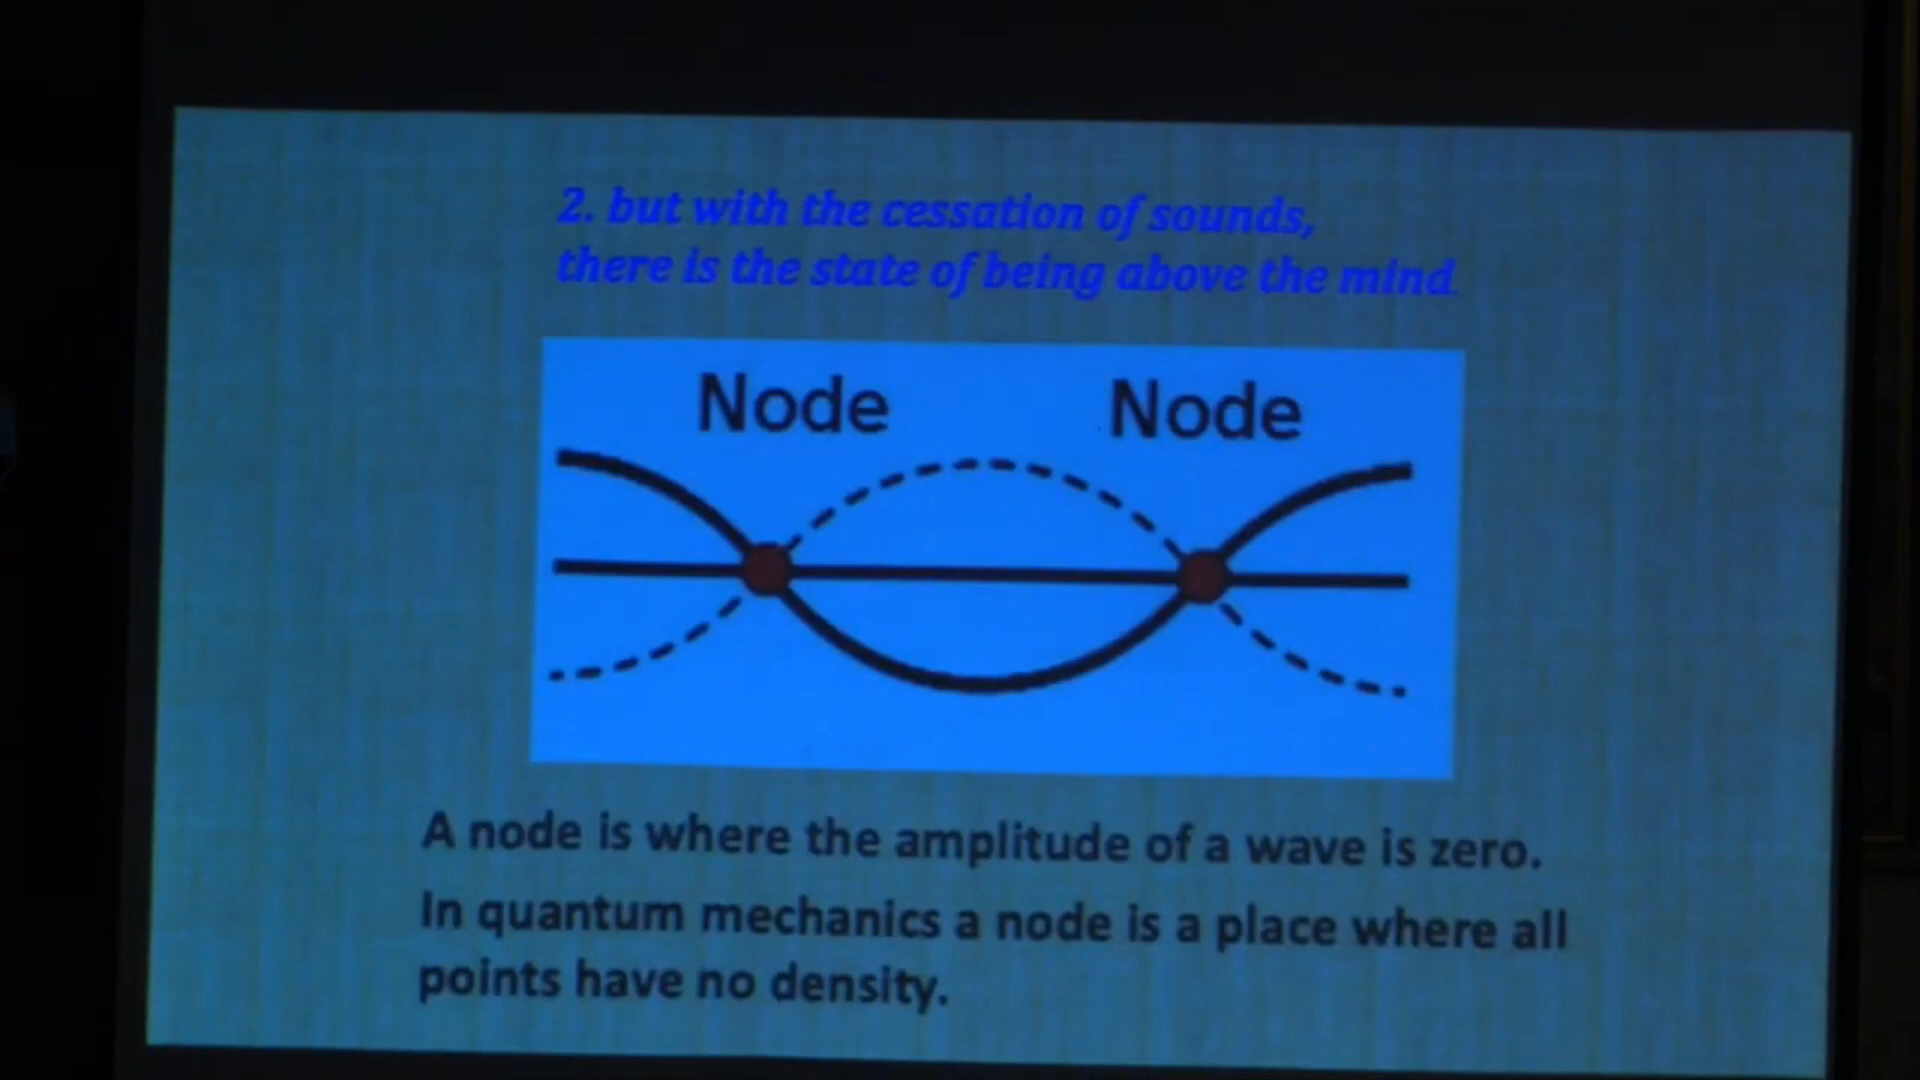 2. but with the cessation of sounds,
there is the state of being above the mind.
Node Node
A node is where the amplitude of a wave is zero.
In quantum mechanics a node is a place where all
points have no density.